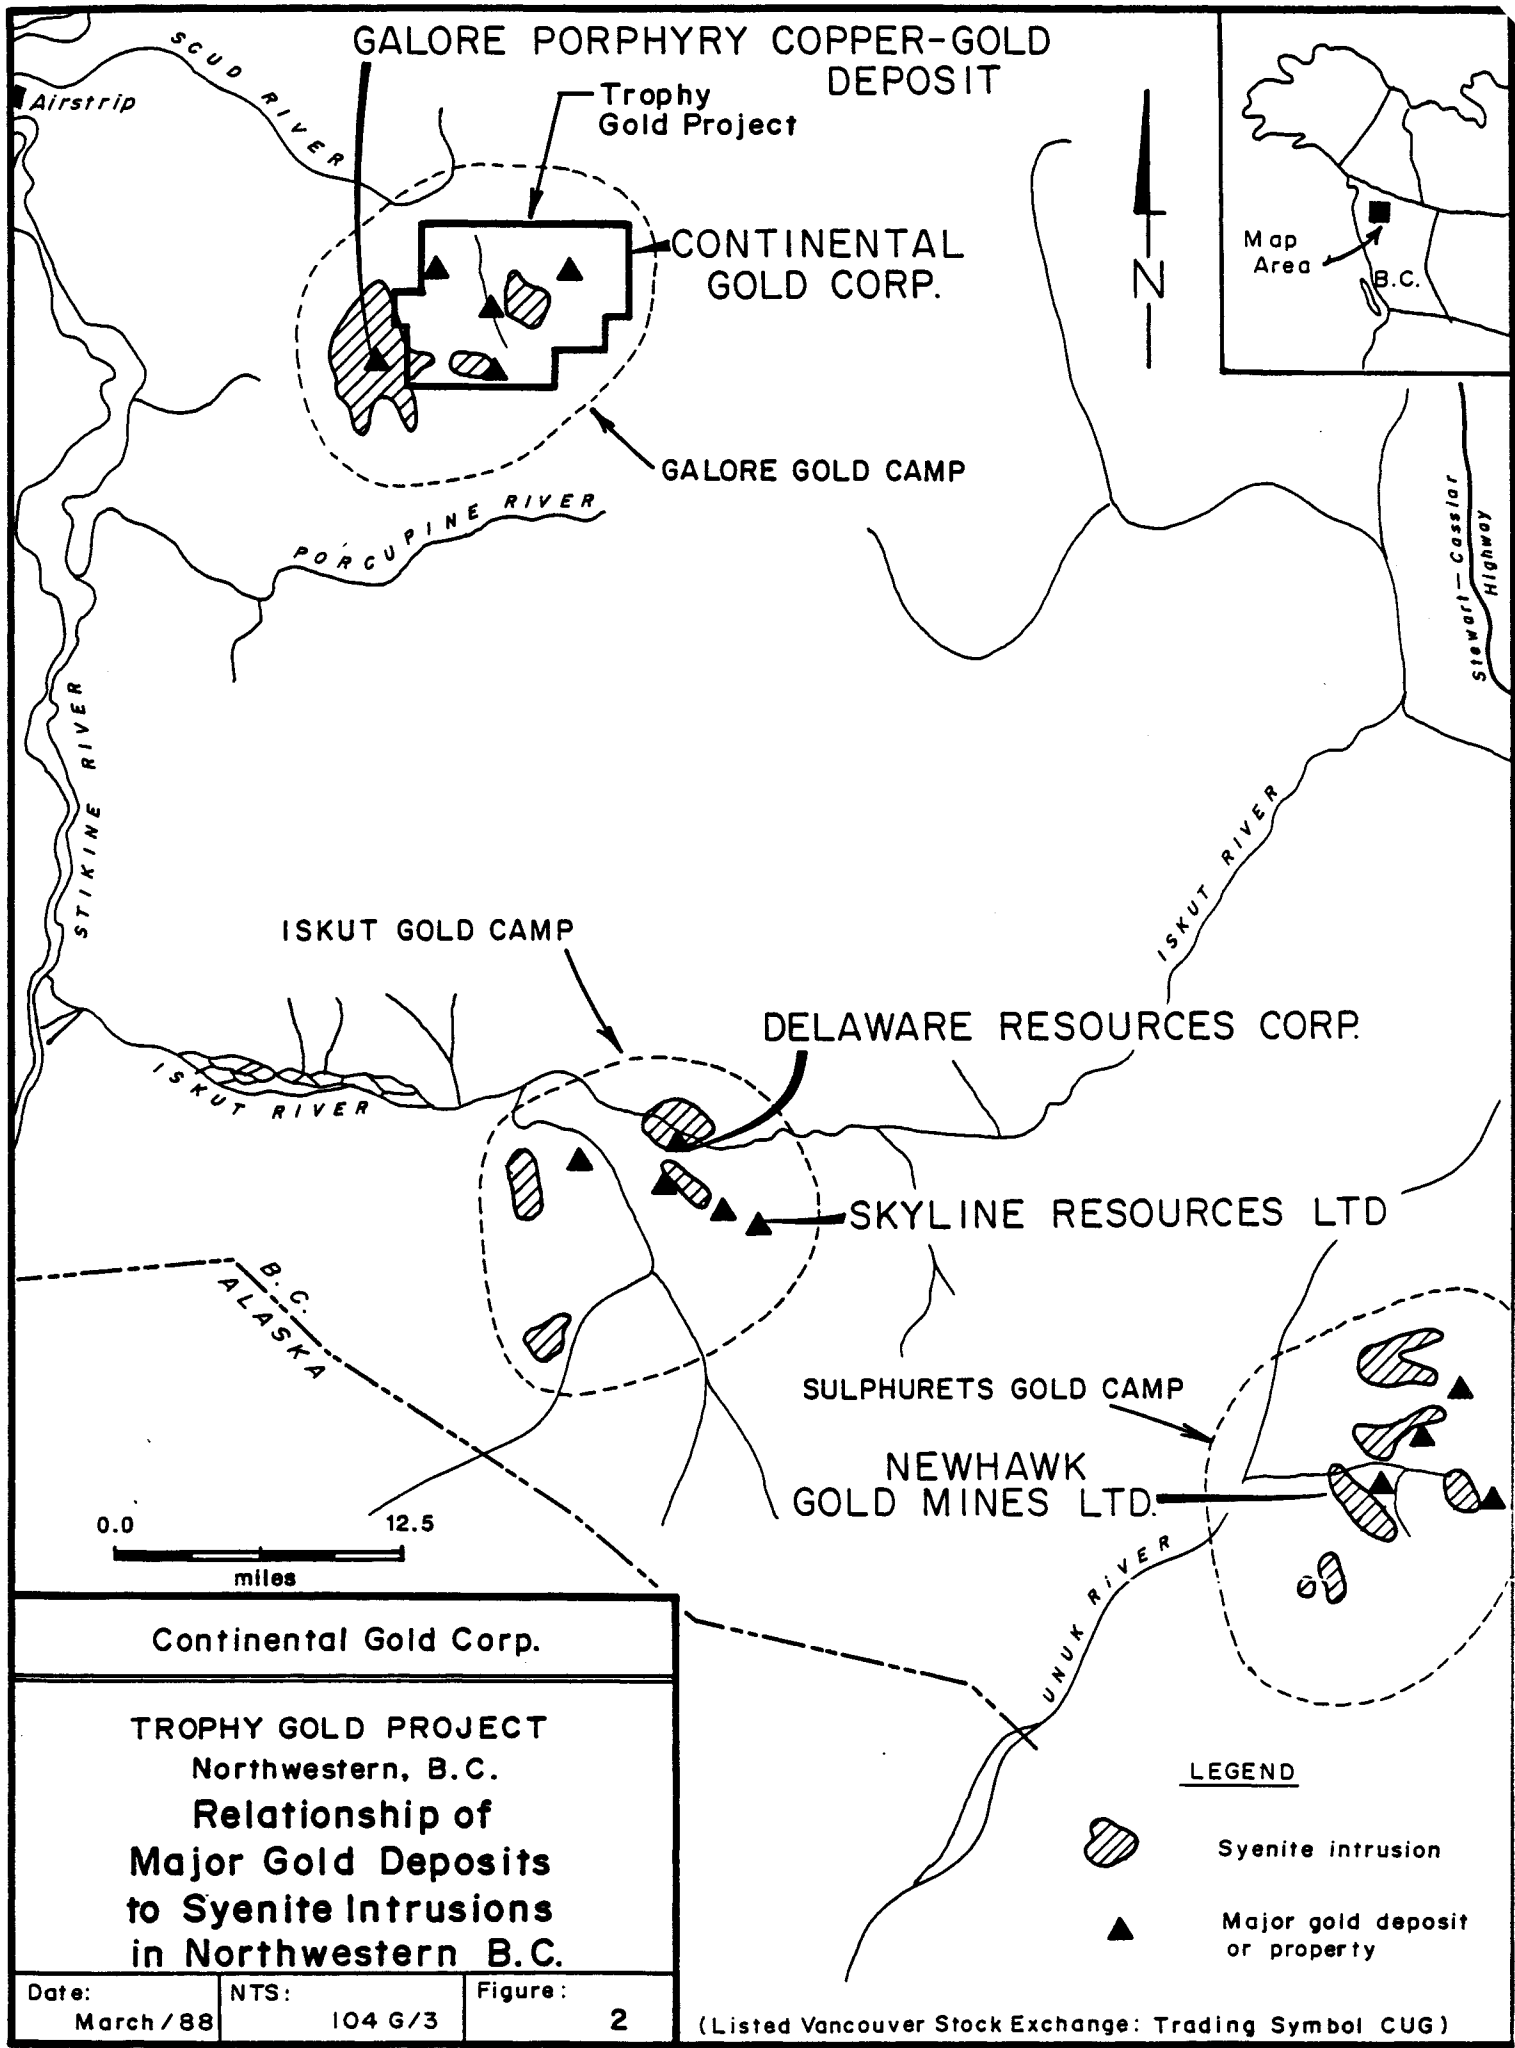 SCUD RIVER
GALORE PORPHYRY COPPER-GOLD
DEPOSIT
Airstrip
Trophy
Gold Project
CONTINENTAL
GOLD CORP.
N
Map
Area
B.C.
GALORE GOLD CAMP
PORCUPINE RIVER
Stewart-Cassiar
Highway
STIKINE RIVER
ISKUT RIVER
ISKUT GOLD CAMP
DELAWARE RESOURCES CORP.
ISKUT RIVER
SKYLINE RESOURCES LTD
B.C.
ALASKA
SULPHURETS GOLD CAMP
NEWHAWK
GOLD MINES LTD.
0.0 12.5
miles
UNUK RIVER
Continental Gold Corp.
TROPHY GOLD PROJECT
Northwestern, B.C.
Relationship of
Major Gold Deposits
to Syenite Intrusions
in Northwestern B.C.
Date:
March/88
NTS:
104 G/3
Figure:
2
LEGEND
Syenite intrusion
Major gold deposit
or property
(Listed Vancouver Stock Exchange: Trading Symbol CUG)